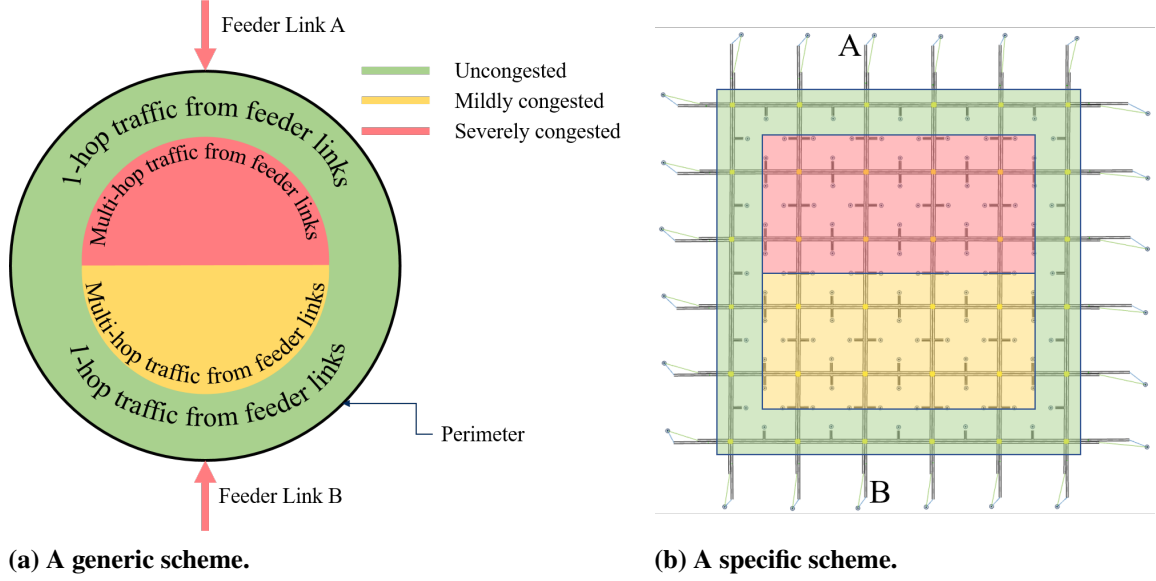 Feeder Link A
1-hop traffic from feeder links
Multi-hop traffic from feeder links
Multi-hop traffic from feeder links
1-hop traffic from feeder links
Perimeter
Feeder Link B
Uncongested
Mildly congested
Severely congested
(a) A generic scheme.
A
B
(b) A specific scheme.